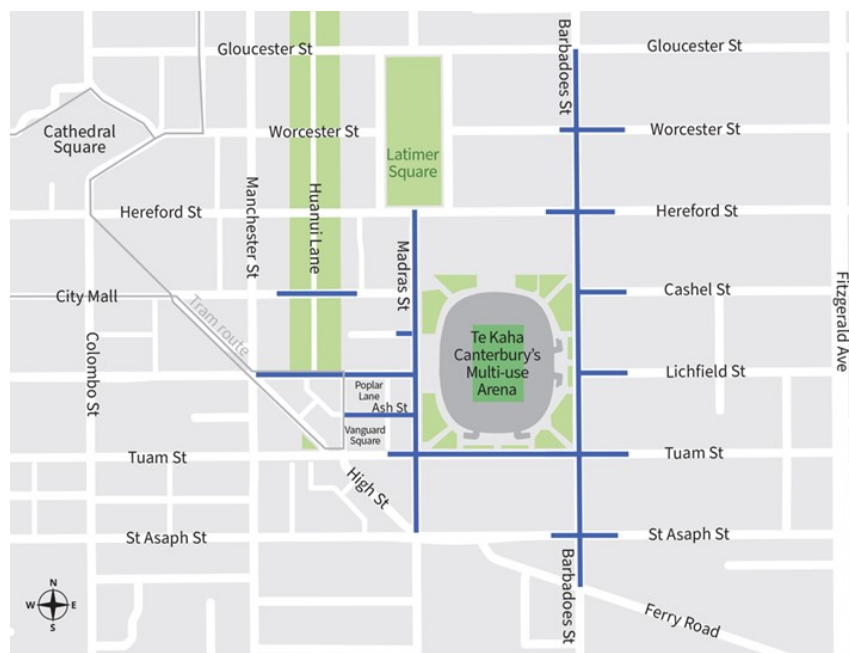 Gloucester St
Barbadoes St
Gloucester St
Cathedral
Square
Worcester St
Worcester St
Latimer
Square
Manchester St
Huanui Lane
Hereford St
Hereford St
Madras St
City Mall
Tram route
Cashel St
Fitzgerald Ave
Colombo St
Te Kaha
Canterbury's
Multi-use
Arena
Lichfield St
Poplar
Lane
Ash St
Vanguard
Square
Tuam St
Tuam St
High St
St Asaph St
St Asaph St
Barbadoes St
Ferry Road
N
W E
S